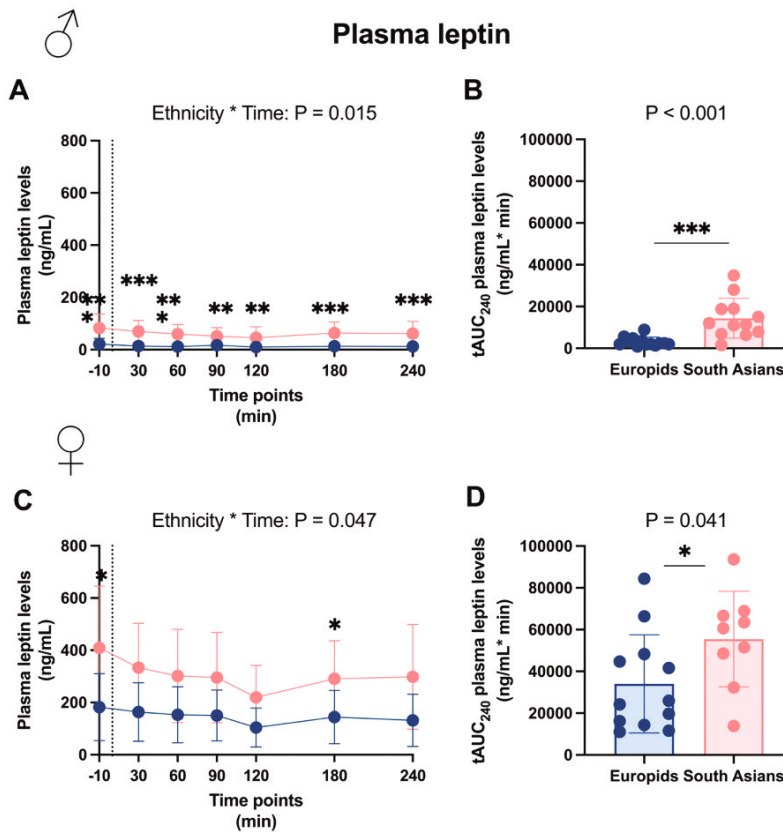 Plasma leptin
A
Ethnicity * Time: P = 0.015
Plasma leptin levels
(ng/mL)
800
600
400
200
0
**
*
***
**
*
**
**
***
***
-10 30 60 90 120 180 240
Time points
(min)
B
P < 0.001
tAUC240 plasma leptin levels
(ng/mL* min)
100000
80000
60000
40000
20000
0
***
Europids South Asians
C
Ethnicity * Time: P = 0.047
Plasma leptin levels
(ng/mL)
800
600
400
200
0
*
*
-10 30 60 90 120 180 240
Time points
(min)
D
P = 0.041
tAUC240 plasma leptin levels
(ng/mL* min)
100000
80000
60000
40000
20000
0
*
Europids South Asians